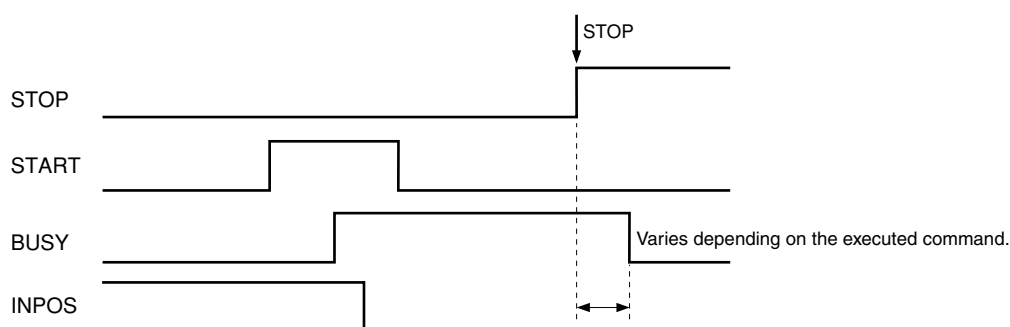 STOP
STOP
START
BUSY
Varies depending on the executed command.
INPOS